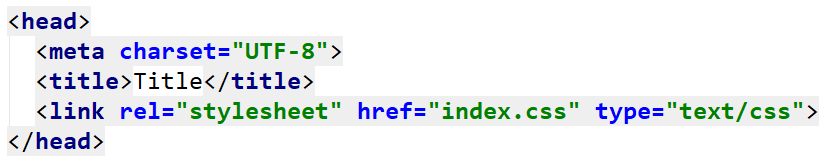 <head>
<meta charset="UTF-8">
<title>Title</title>
<link rel="stylesheet" href="index.css" type="text/css">
</head>